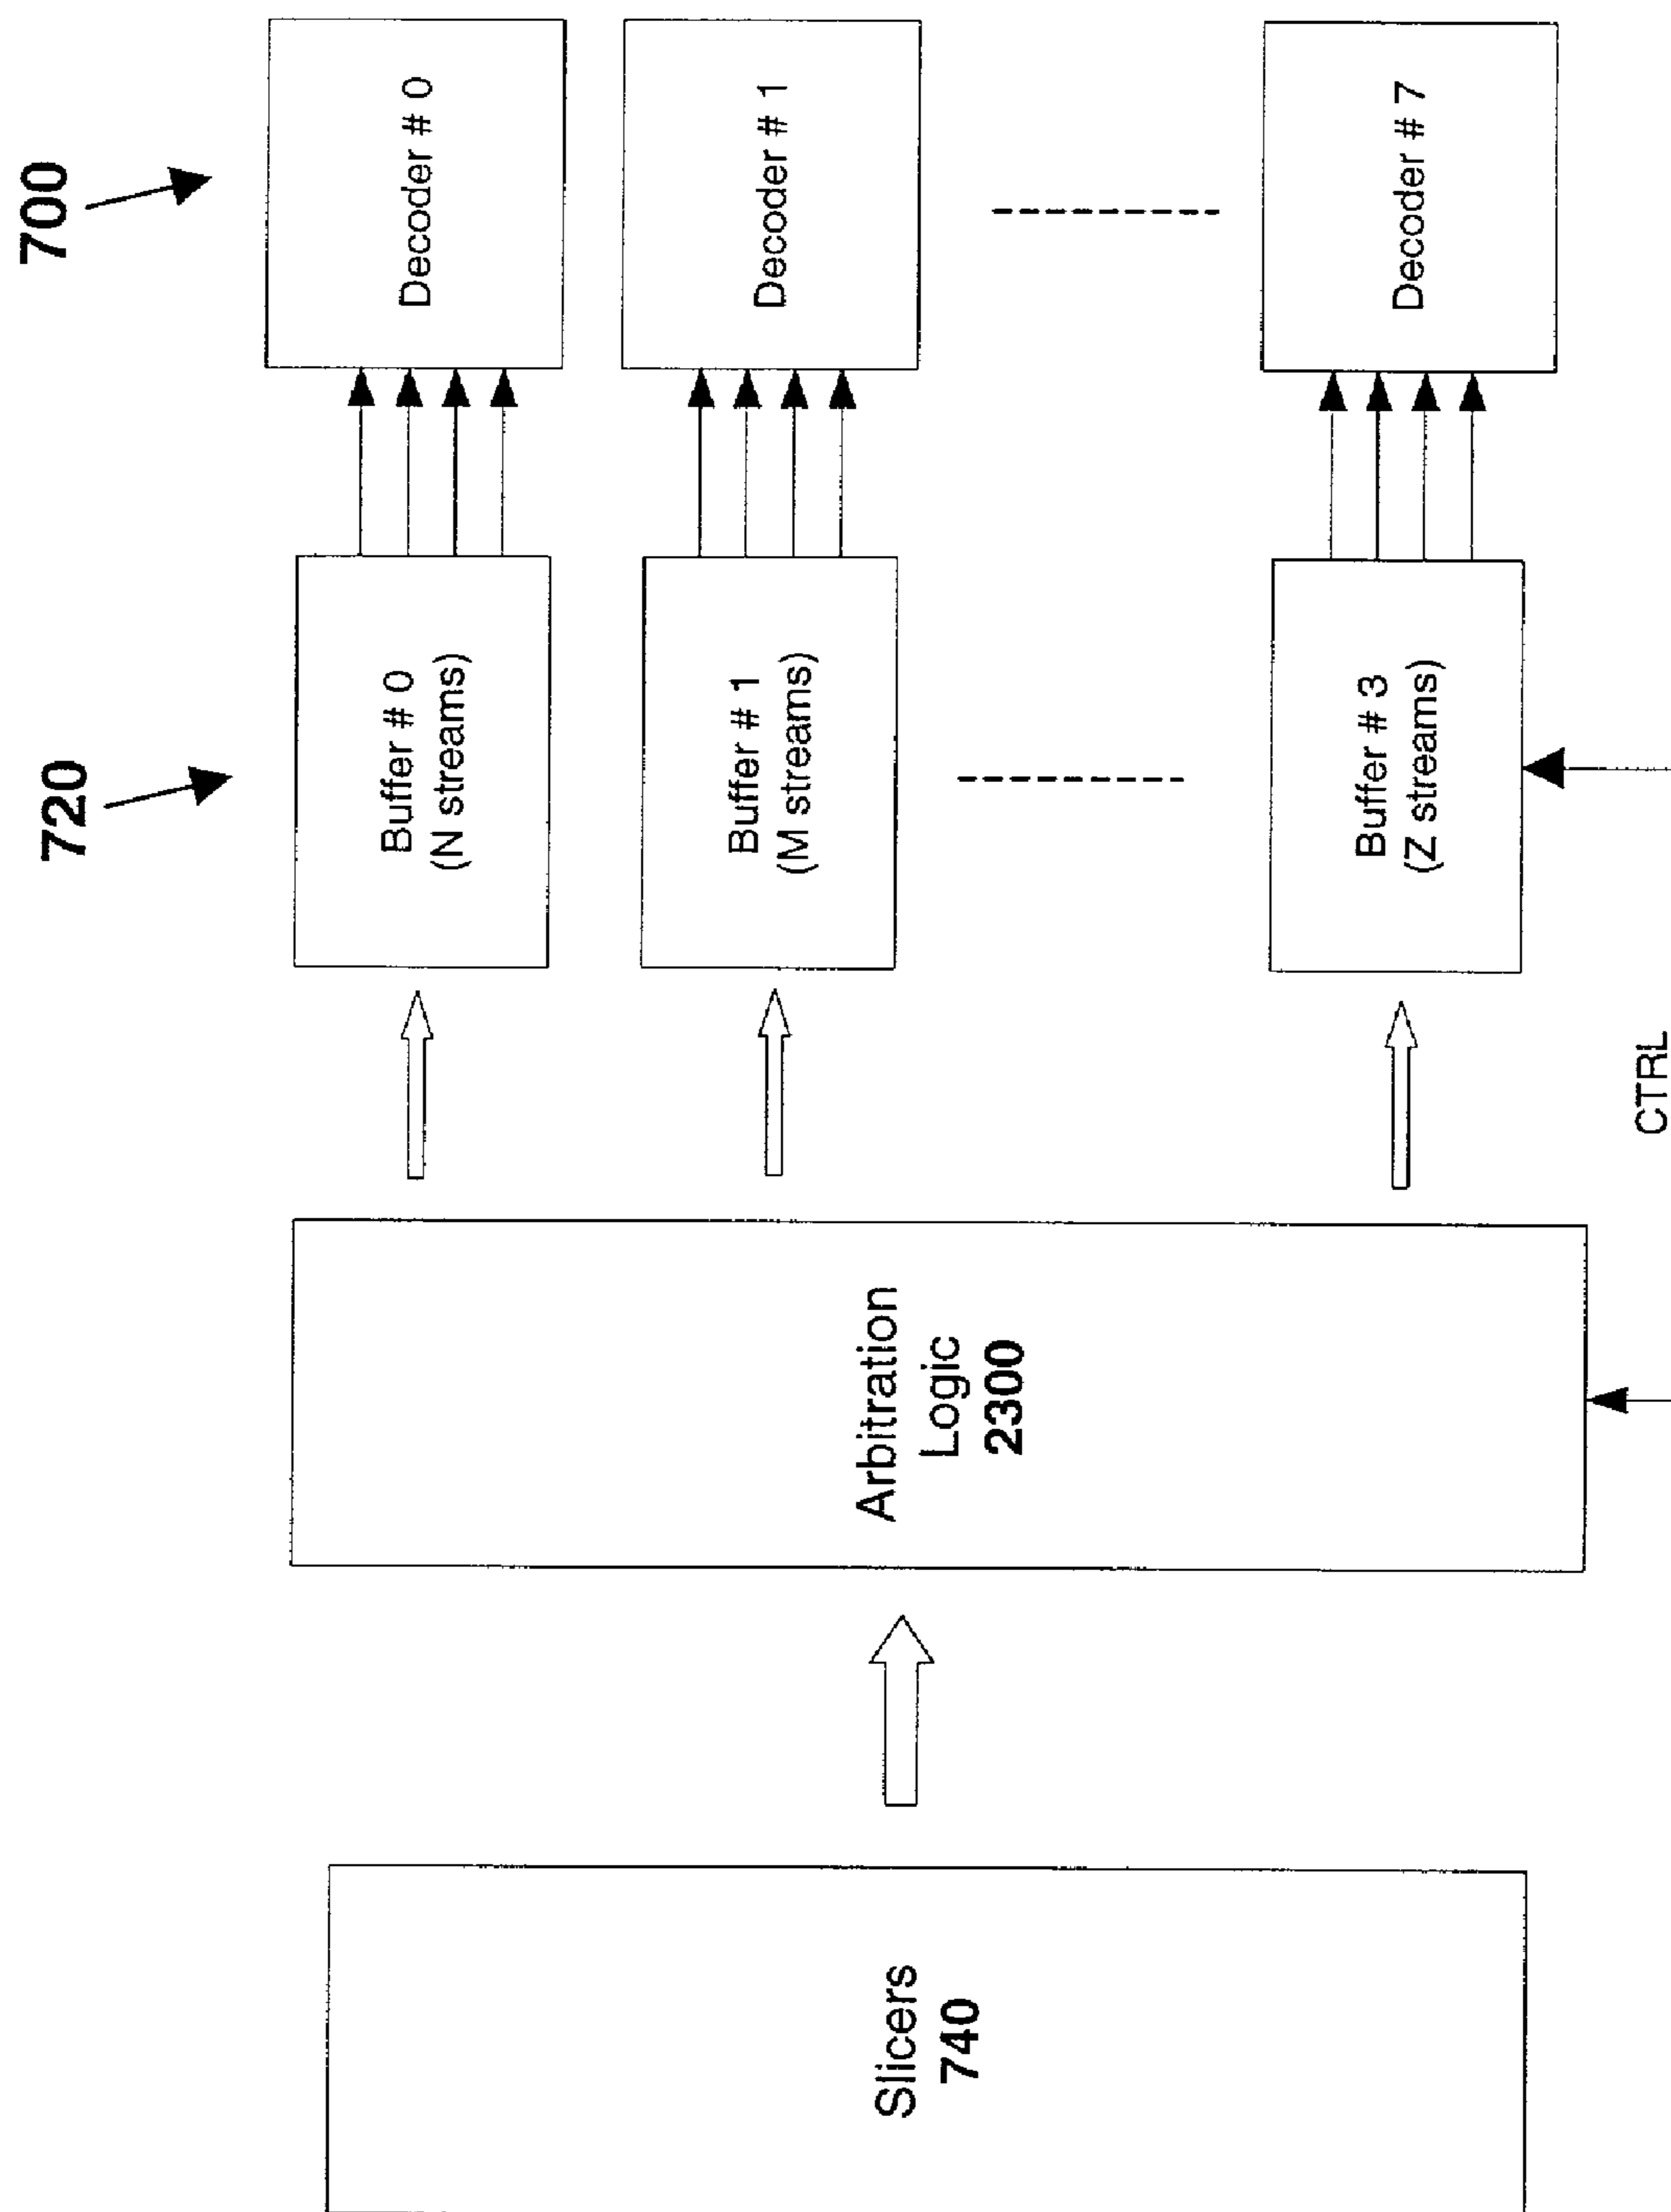 700
Decoder # 0
Decoder # 1
Decoder # 7
720
Buffer # 0
(N streams)
Buffer # 1
(M streams)
Buffer # 3
(Z streams)
CTRL
Arbitration
Logic
2300
Slicers
740